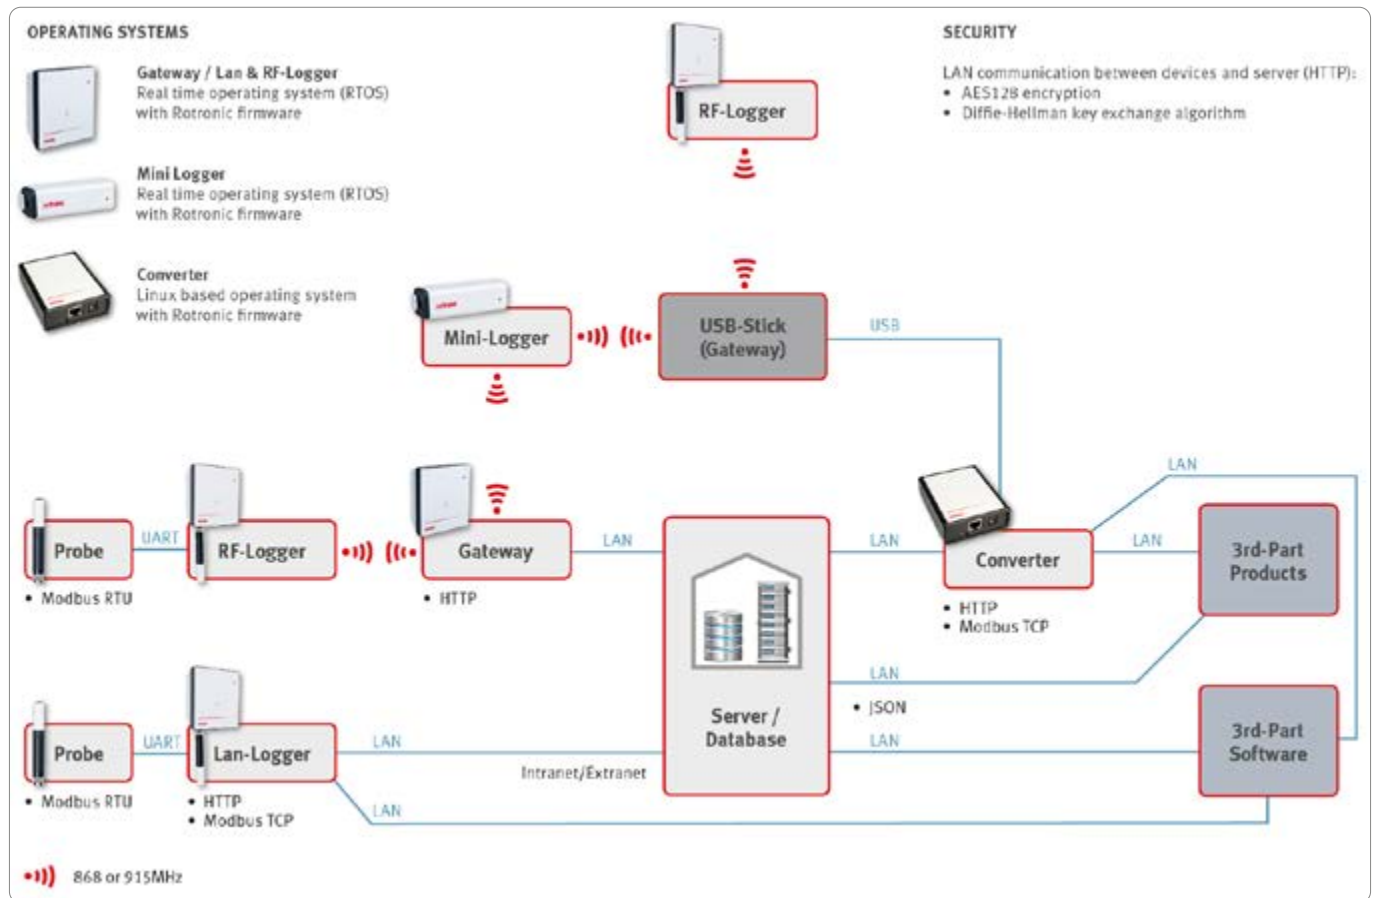 OPERATING SYSTEMS
Gateway / Lan & RF-Logger
Real time operating system (RTOS)
with Rotronic firmware
Mini Logger
Real time operating system (RTOS)
with Rotronic firmware
Converter
Linux based operating system
with Rotronic firmware
SECURITY
LAN communication between devices and server (HTTP):
• AES128 encryption
• Diffie-Hellman key exchange algorithm
RF-Logger
Mini-Logger
USB-Stick
(Gateway)
USB
Probe
• Modbus RTU
UART
RF-Logger
Gateway
• HTTP
LAN
Server /
Database
LAN
Converter
• HTTP
• Modbus TCP
LAN
LAN
3rd-Part
Products
LAN
• JSON
LAN
3rd-Part
Software
Probe
• Modbus RTU
UART
Lan-Logger
• HTTP
• Modbus TCP
LAN
Intranet/Extranet
LAN
868 or 915MHz